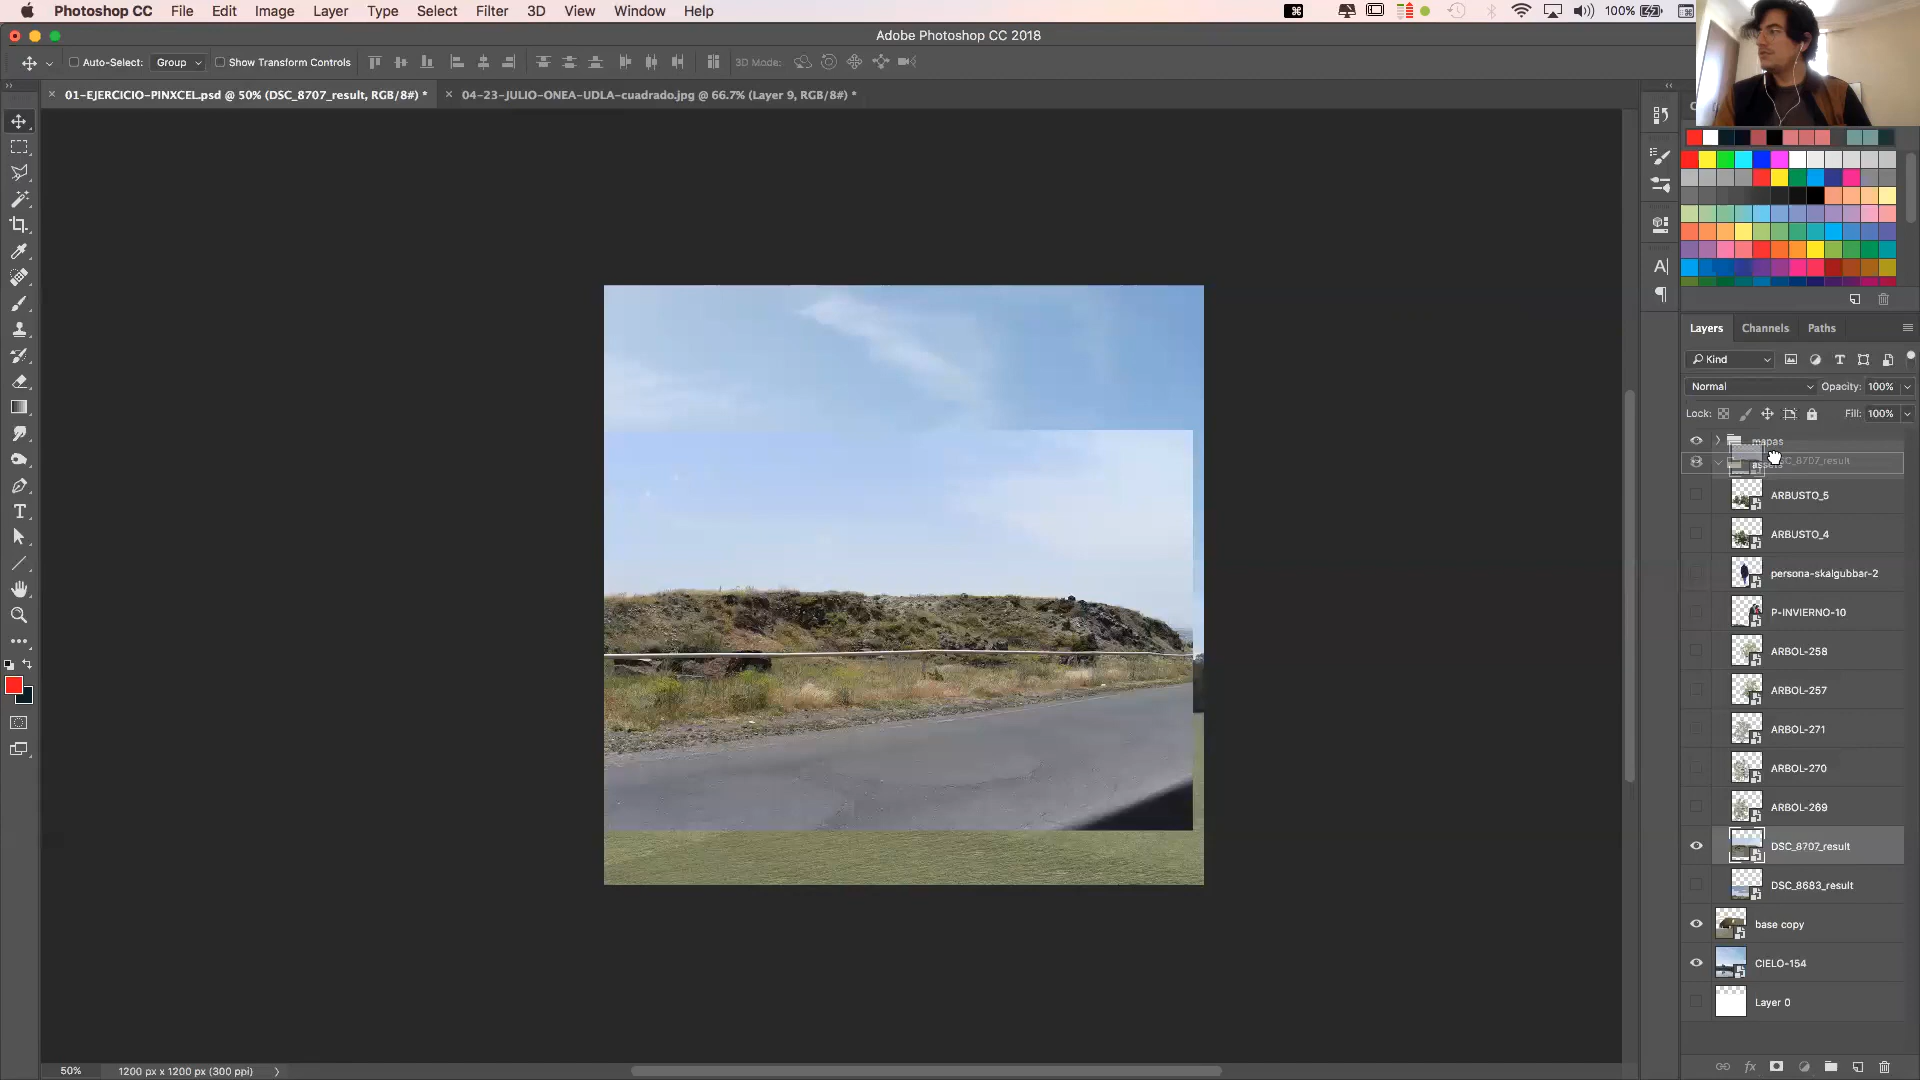 Photoshop CC File Edit Image Layer Type Select Filter 3D View Window Help 100%
Adobe Photoshop CC 2018
Auto-Select: Group Show Transform Controls 3D Mode:
01-EJERCICIO-PINXCEL.psd @ 50% (DSC_8707_result, RGB/8#) *
04-23-JULIO-ONEA-UDLA-cuadrado.jpg @ 66.7% (Layer 9, RGB/8#) *
Layers Channels Paths
Kind
Normal Opacity: 100%
Lock: Fill: 100%
mapas
DSC_8707_result
ARBUSTO_5
ARBUSTO_4
persona-skalgubbar-2
P-INVIERNO-10
ARBOL-258
ARBOL-257
ARBOL-271
ARBOL-270
ARBOL-269
DSC_8707_result
DSC_8683_result
base copy
CIELO-154
Layer 0
50% 1200 px x 1200 px (300 ppi)